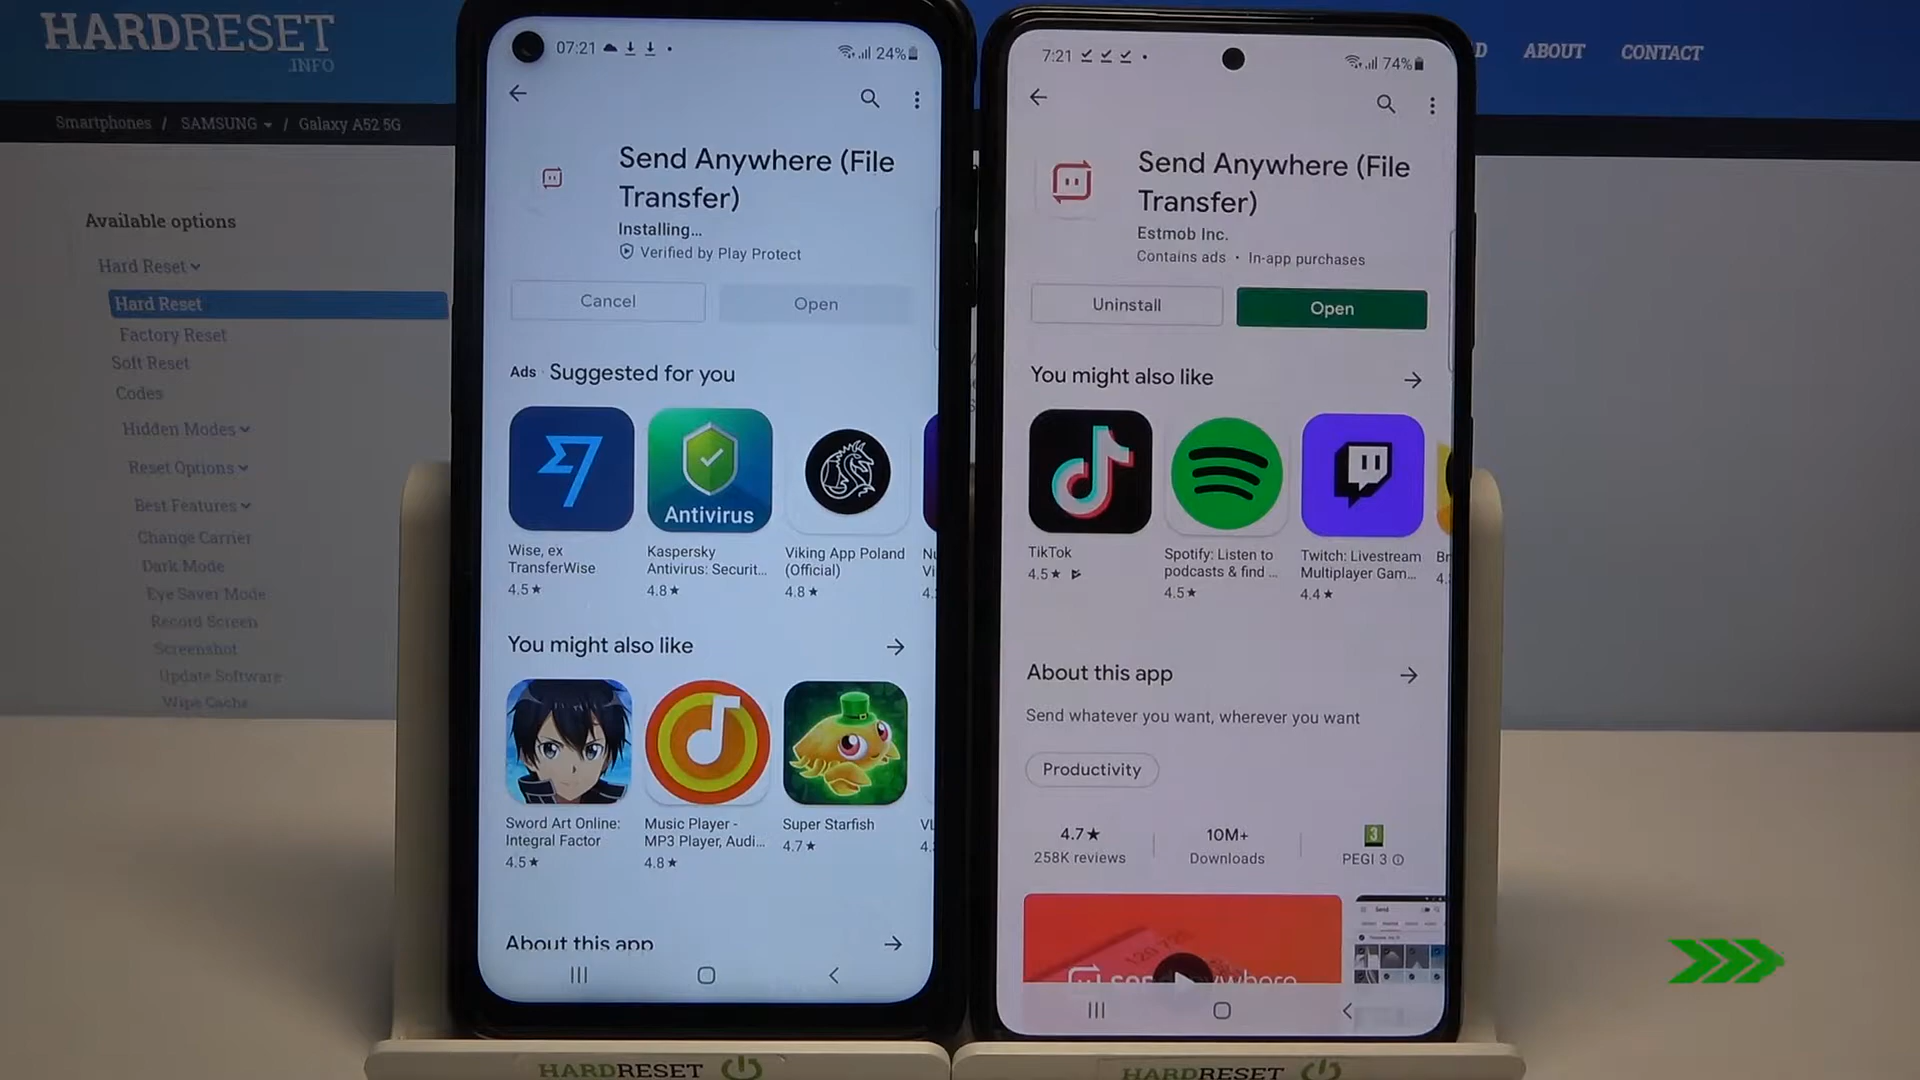 HARDRESET
.INFO
ABOUT CONTACT
Smartphones / SAMSUNG / Galaxy A52 5G
Available options
Hard Reset
Hard Reset
Factory Reset
Soft Reset
Codes
Hidden Modes
Reset Options
Best Features
Change Carrier
Dark Mode
Eye Saver Mode
Record Screen
Screenshot
Update Software
Wipe Cache
07:21 24%
Send Anywhere (File
Transfer)
Installing...
Verified by Play Protect
Cancel Open
Ads · Suggested for you
Antivirus
Wise, ex
TransferWise
4.5★
Kaspersky
Antivirus: Securit...
4.8★
Viking App Poland
(Official)
4.8★
You might also like
Sword Art Online:
Integral Factor
4.5★
Music Player -
MP3 Player, Audi...
4.8★
Super Starfish
4.7★
About this app
HARDRESET
7:21 74%
Send Anywhere (File
Transfer)
Estmob Inc.
Contains ads · In-app purchases
Uninstall Open
You might also like
TikTok
4.5★
Spotify: Listen to
podcasts & find ...
4.5★
Twitch: Livestream
Multiplayer Gam...
4.4★
About this app
Send whatever you want, wherever you want
Productivity
4.7★
258K reviews
10M+
Downloads
3
PEGI 3
Send
HARDRESET